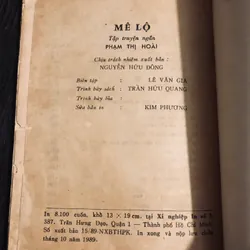 MÊ LỘ
Tập truyện ngắn
PHẠM THỊ HOÀI
Chịu trách nhiệm xuất bản :
NGUYỄN HỮU ĐÔNG
Biên tập : LÊ VĂN GIA
Trình bày sách : TRẦN HỮU QUANG
Trình bày bìa :
Sửa bản in : KIM PHƯỢNG
In 8.100 cuốn, khổ 13 × 19 cm, tại Xí nghiệp in số
387, Trần Hưng Đạo, Quận 1 — Thành phố Hồ Chí Minh
Số xuất bản 15/89-NXBTHPK. In xong và nộp lưu chiểu
tháng 10 năm 1989.